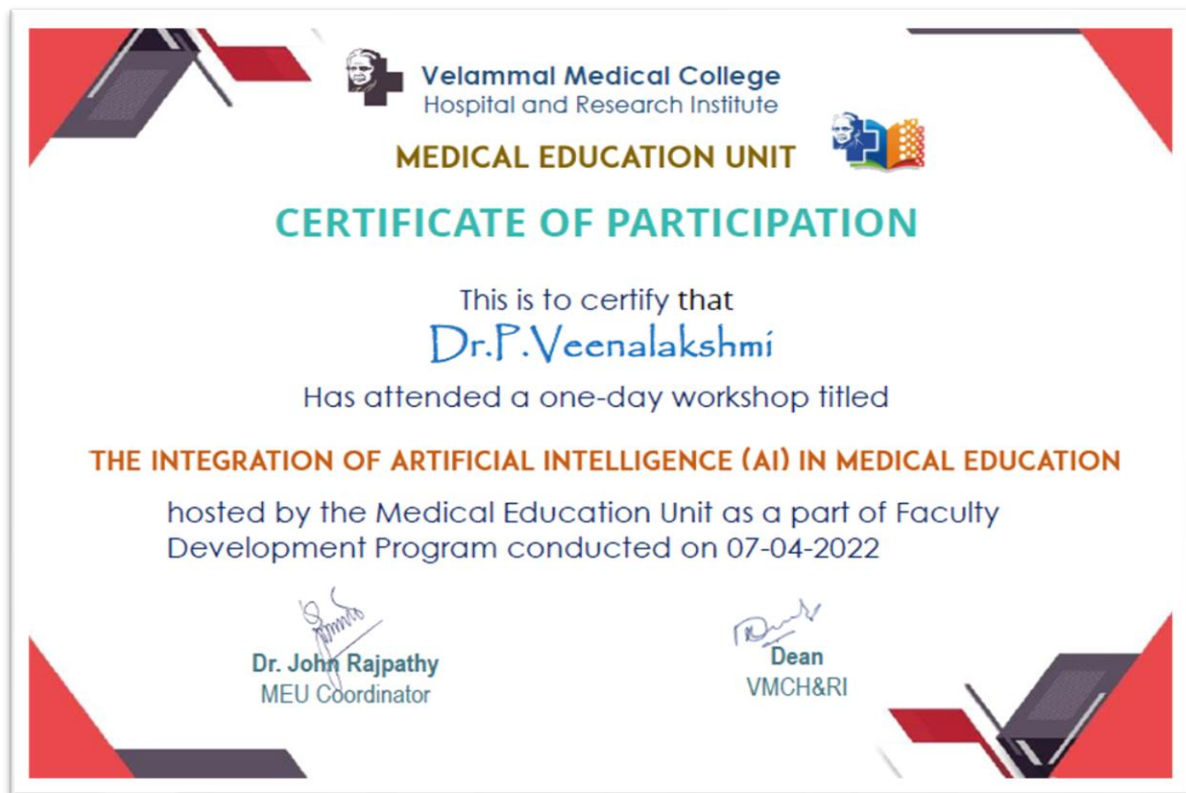 Velammal Medical College
Hospital and Research Institute
MEDICAL EDUCATION UNIT
CERTIFICATE OF PARTICIPATION
This is to certify that
Dr.P.Veenalakshmi
Has attended a one-day workshop titled
THE INTEGRATION OF ARTIFICIAL INTELLIGENCE (AI) IN MEDICAL EDUCATION
hosted by the Medical Education Unit as a part of Faculty
Development Program conducted on 07-04-2022
Dr. John Rajpathy
MEU Coordinator
Dean
VMCH&RI